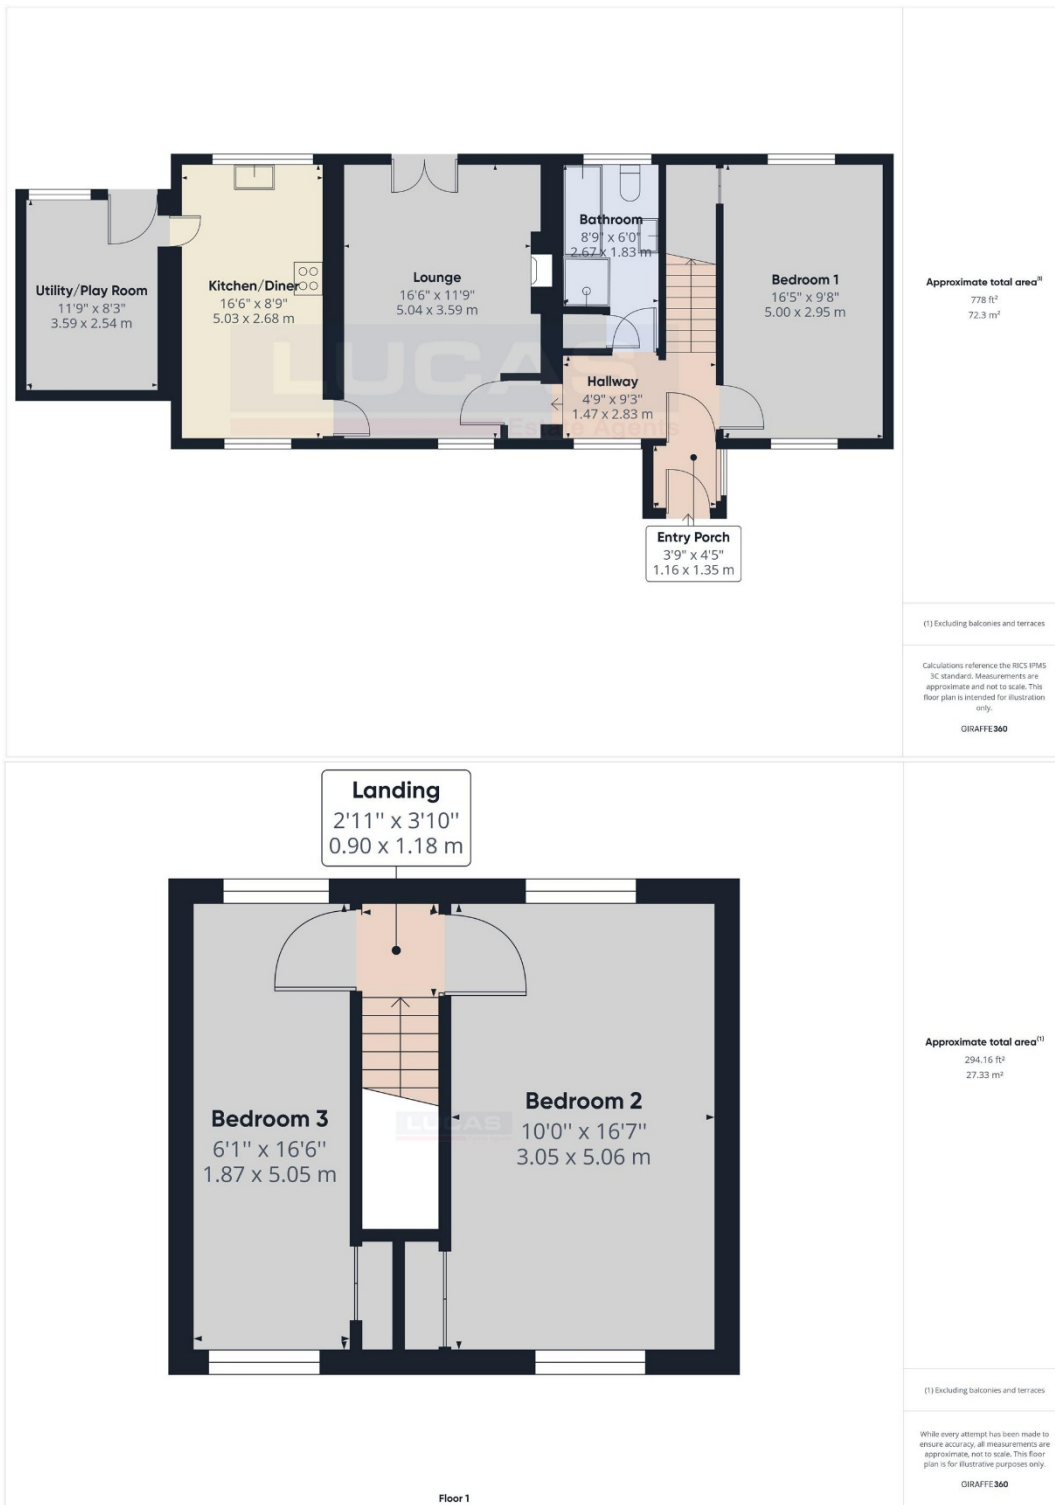 Utility/Play Room
11'9" x 8'3"
3.59 x 2.54 m
Kitchen/Diner
16'6" x 8'9"
5.03 x 2.68 m
Lounge
16'6" x 11'9"
5.04 x 3.59 m
Bathroom
8'9" x 6'0"
2.67 x 1.83 m
Bedroom 1
16'5" x 9'8"
5.00 x 2.95 m
Hallway
4'9" x 9'3"
1.47 x 2.83 m
LUCAS
Estate Agents
Entry Porch
3'9" x 4'5"
1.16 x 1.35 m
Approximate total area⁽¹⁾
778 ft²
72.3 m²
(1) Excluding balconies and terraces
Calculations reference the RICS IPMS
3C standard. Measurements are
approximate and not to scale. This
floor plan is intended for illustration
only.
GIRAFFE360
Landing
2'11" x 3'10"
0.90 x 1.18 m
Bedroom 3
6'1" x 16'6"
1.87 x 5.05 m
LUCAS
Bedroom 2
10'0" x 16'7"
3.05 x 5.06 m
Floor 1
Approximate total area⁽¹⁾
294.16 ft²
27.33 m²
(1) Excluding balconies and terraces
While every attempt has been made to
ensure accuracy, all measurements are
approximate, not to scale. This floor
plan is for illustrative purposes only.
GIRAFFE360